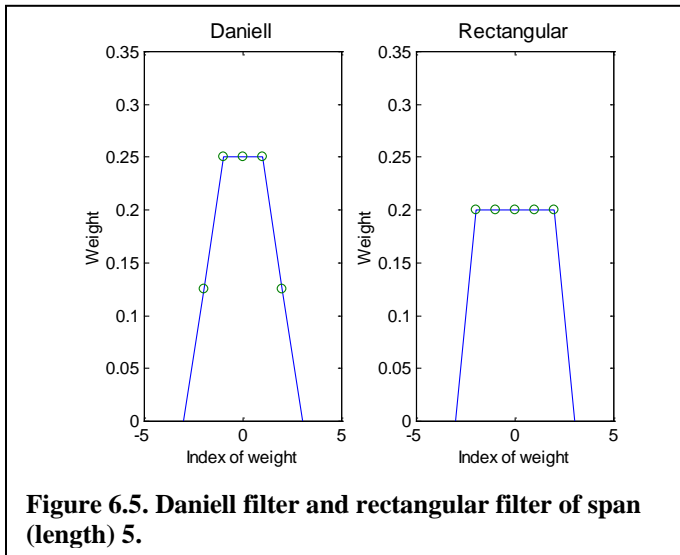 Daniell
0.35
0.3
0.25
0.2
0.15
0.1
0.05
0
-5
0
5
Weight
Index of weight
Rectangular
0.35
0.3
0.25
0.2
0.15
0.1
0.05
0
-5
0
5
Weight
Index of weight
Figure 6.5. Daniell filter and rectangular filter of span
(length) 5.